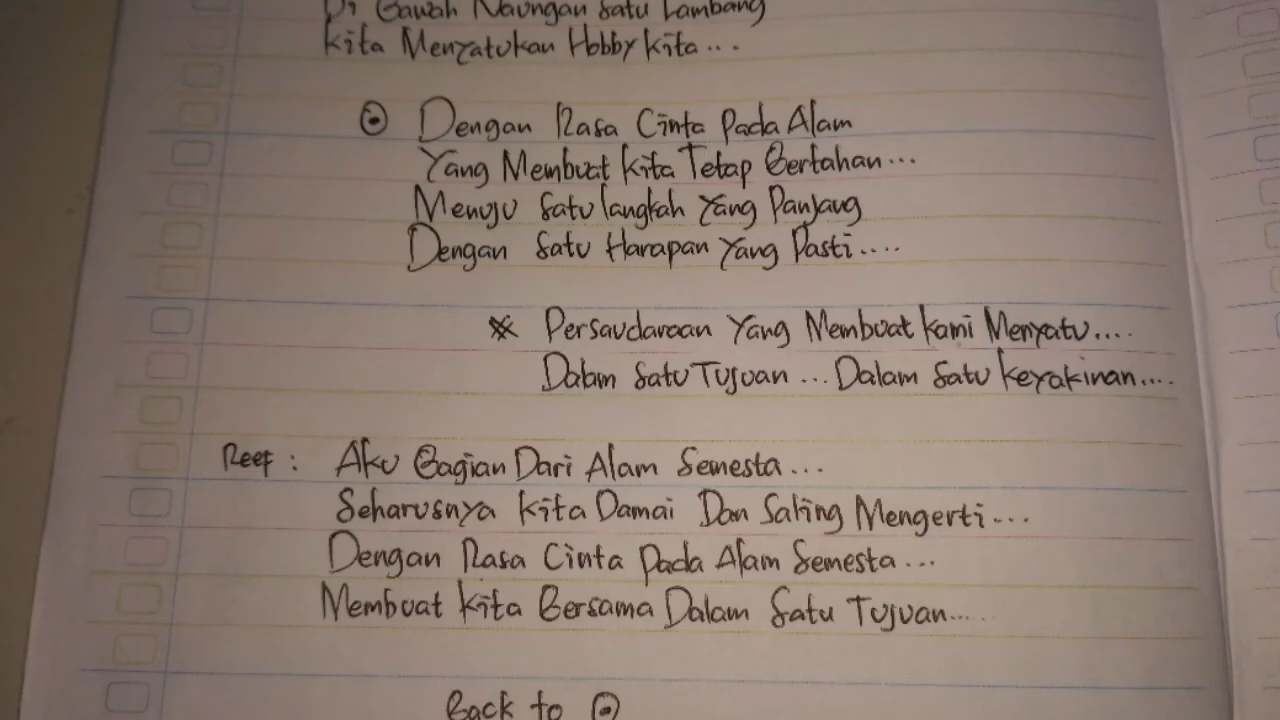 Di Bawah Naungan Satu Lambang
Kita Menyatukan Hobby Kita...
⊙ Dengan Rasa Cinta Pada Alam
Yang Membuat Kita Tetap Bertahan...
Menuju Satu langkah Yang Panjang
Dengan Satu Harapan Yang Pasti....
* Persaudaraan Yang Membuat Kami Menyatu....
Dalam Satu Tujuan... Dalam Satu Keyakinan....
Reef: Aku Bagian Dari Alam Semesta...
Seharusnya Kita Damai Dan Saling Mengerti...
Dengan Rasa Cinta Pada Alam Semesta...
Membuat Kita Bersama Dalam Satu Tujuan.....
Back to ⊙